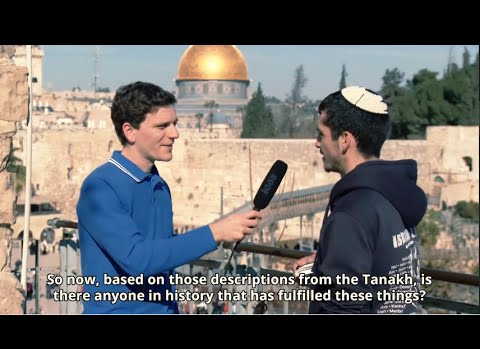 So now, based on those descriptions from the Tanakh, is
there anyone in history that has fulfilled these things?